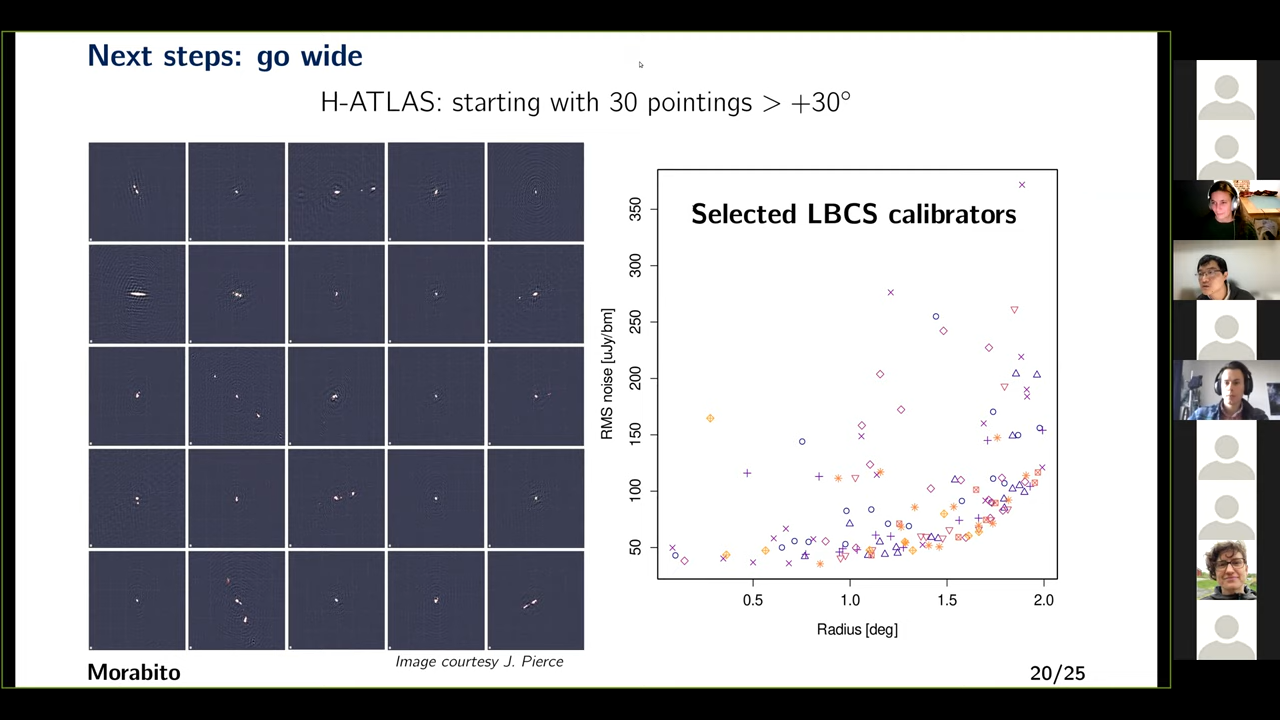 Next steps: go wide
H-ATLAS: starting with 30 pointings > +30°
Selected LBCS calibrators
RMS noise [uJy/bm]
350
300
250
200
150
100
50
0.5 1.0 1.5 2.0
Radius [deg]
Image courtesy J. Pierce
Morabito
20/25